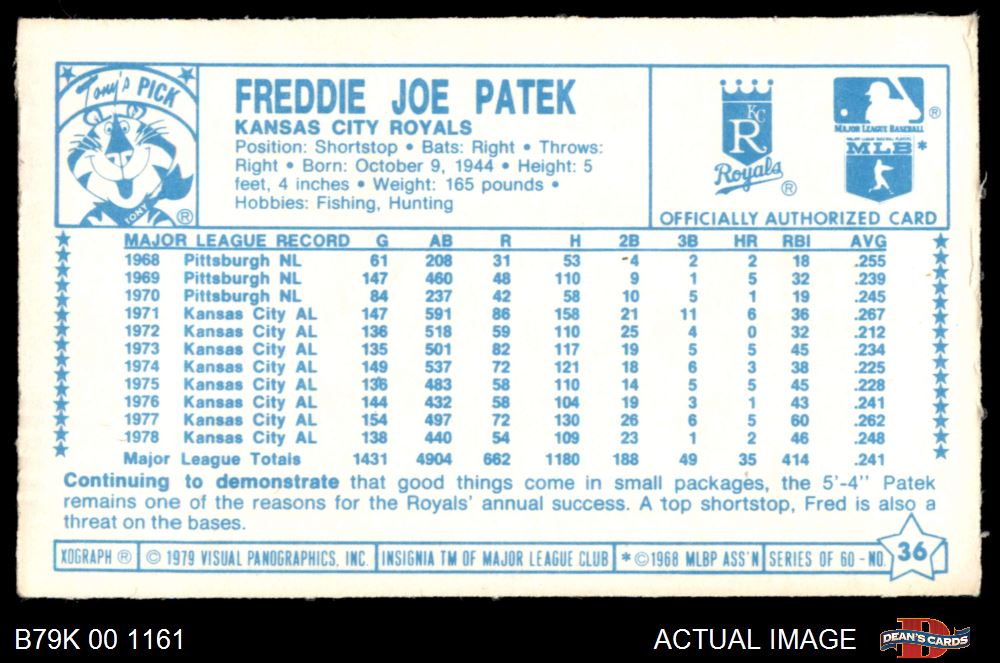 Tony's PICK
TONY
®
FREDDIE JOE PATEK
KANSAS CITY ROYALS
Position: Shortstop • Bats: Right • Throws:
Right • Born: October 9, 1944 • Height: 5
feet, 4 inches • Weight: 165 pounds •
Hobbies: Fishing, Hunting
KC
R
Royals ®
®
MAJOR LEAGUE BASEBALL
MAJOR LEAGUE BASEBALL PLAYERS
MLB *
OFFICIALLY AUTHORIZED CARD
MAJOR LEAGUE RECORD G AB R H 2B 3B HR RBI AVG
1968 Pittsburgh NL 61 208 31 53 4 2 2 18 .255
1969 Pittsburgh NL 147 460 48 110 9 1 5 32 .239
1970 Pittsburgh NL 84 237 42 58 10 5 1 19 .245
1971 Kansas City AL 147 591 86 158 21 11 6 36 .267
1972 Kansas City AL 136 518 59 110 25 4 0 32 .212
1973 Kansas City AL 135 501 82 117 19 5 5 45 .234
1974 Kansas City AL 149 537 72 121 18 6 3 38 .225
1975 Kansas City AL 136 483 58 110 14 5 5 45 .228
1976 Kansas City AL 144 432 58 104 19 3 1 43 .241
1977 Kansas City AL 154 497 72 130 26 6 5 60 .262
1978 Kansas City AL 138 440 54 109 23 1 2 46 .248
Major League Totals 1431 4904 662 1180 188 49 35 414 .241
Continuing to demonstrate that good things come in small packages, the 5'-4" Patek
remains one of the reasons for the Royals' annual success. A top shortstop, Fred is also a
threat on the bases.
XOGRAPH ® © 1979 VISUAL PANOGRAPHICS, INC. INSIGNIA TM OF MAJOR LEAGUE CLUB * © 1968 MLBP ASS'N SERIES OF 60 - NO. 36
B79K 00 1161
ACTUAL IMAGE
D
DEAN'S CARDS